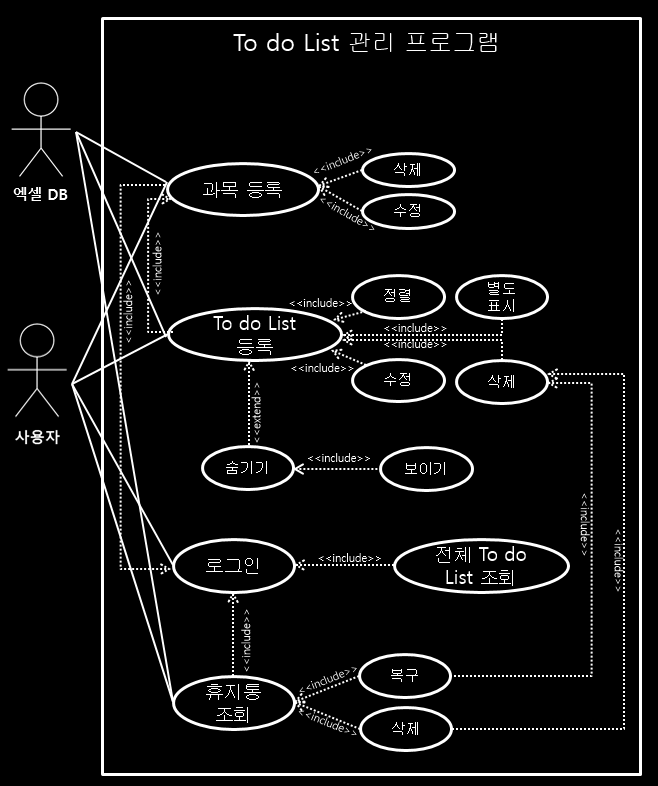 To do List 관리 프로그램
엑셀 DB
과목 등록
<<include>>
삭제
<<include>>
수정
<<include>>
<<include>>
사용자
To do List
등록
<<include>>
정렬
별도
표시
<<include>>
<<include>>
<<include>>
수정
삭제
<<extend>>
숨기기
<<include>>
보이기
<<include>>
<<include>>
로그인
<<include>>
전체 To do
List 조회
<<include>>
휴지통
조회
<<include>>
복구
<<include>>
삭제